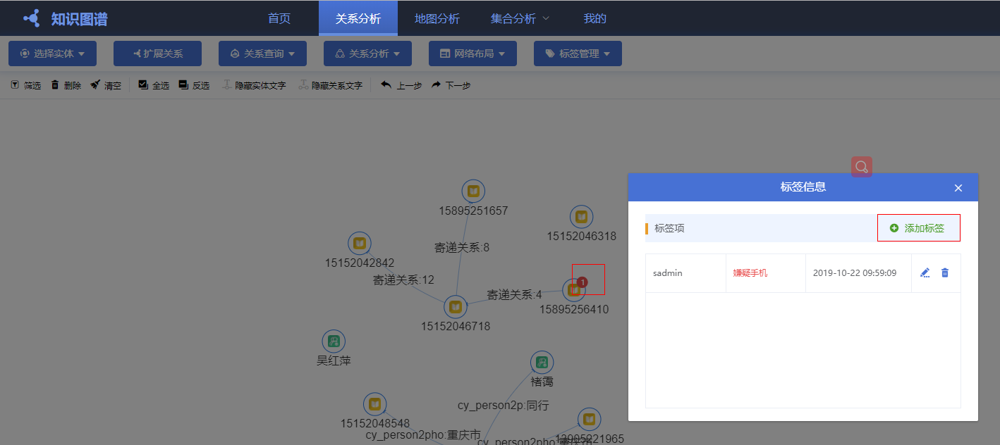 知识图谱
首页
关系分析
地图分析
集合分析
我的
选择实体
扩展关系
关系查询
关系分析
网络布局
标签管理
筛选
删除
清空
全选
反选
隐藏实体文字
隐藏关系文字
上一步
下一步
15895251657
15152046318
寄递关系:8
15152042842
寄递关系:12
寄递关系:4
1
15895256410
15152046718
吴红萍
褚霭
cy_person2p:同行
15152048548
cy_person2pho:重庆市
cy_person2pho:重庆市
13905221965
标签信息
标签项
添加标签
sadmin
嫌疑手机
2019-10-22 09:59:09